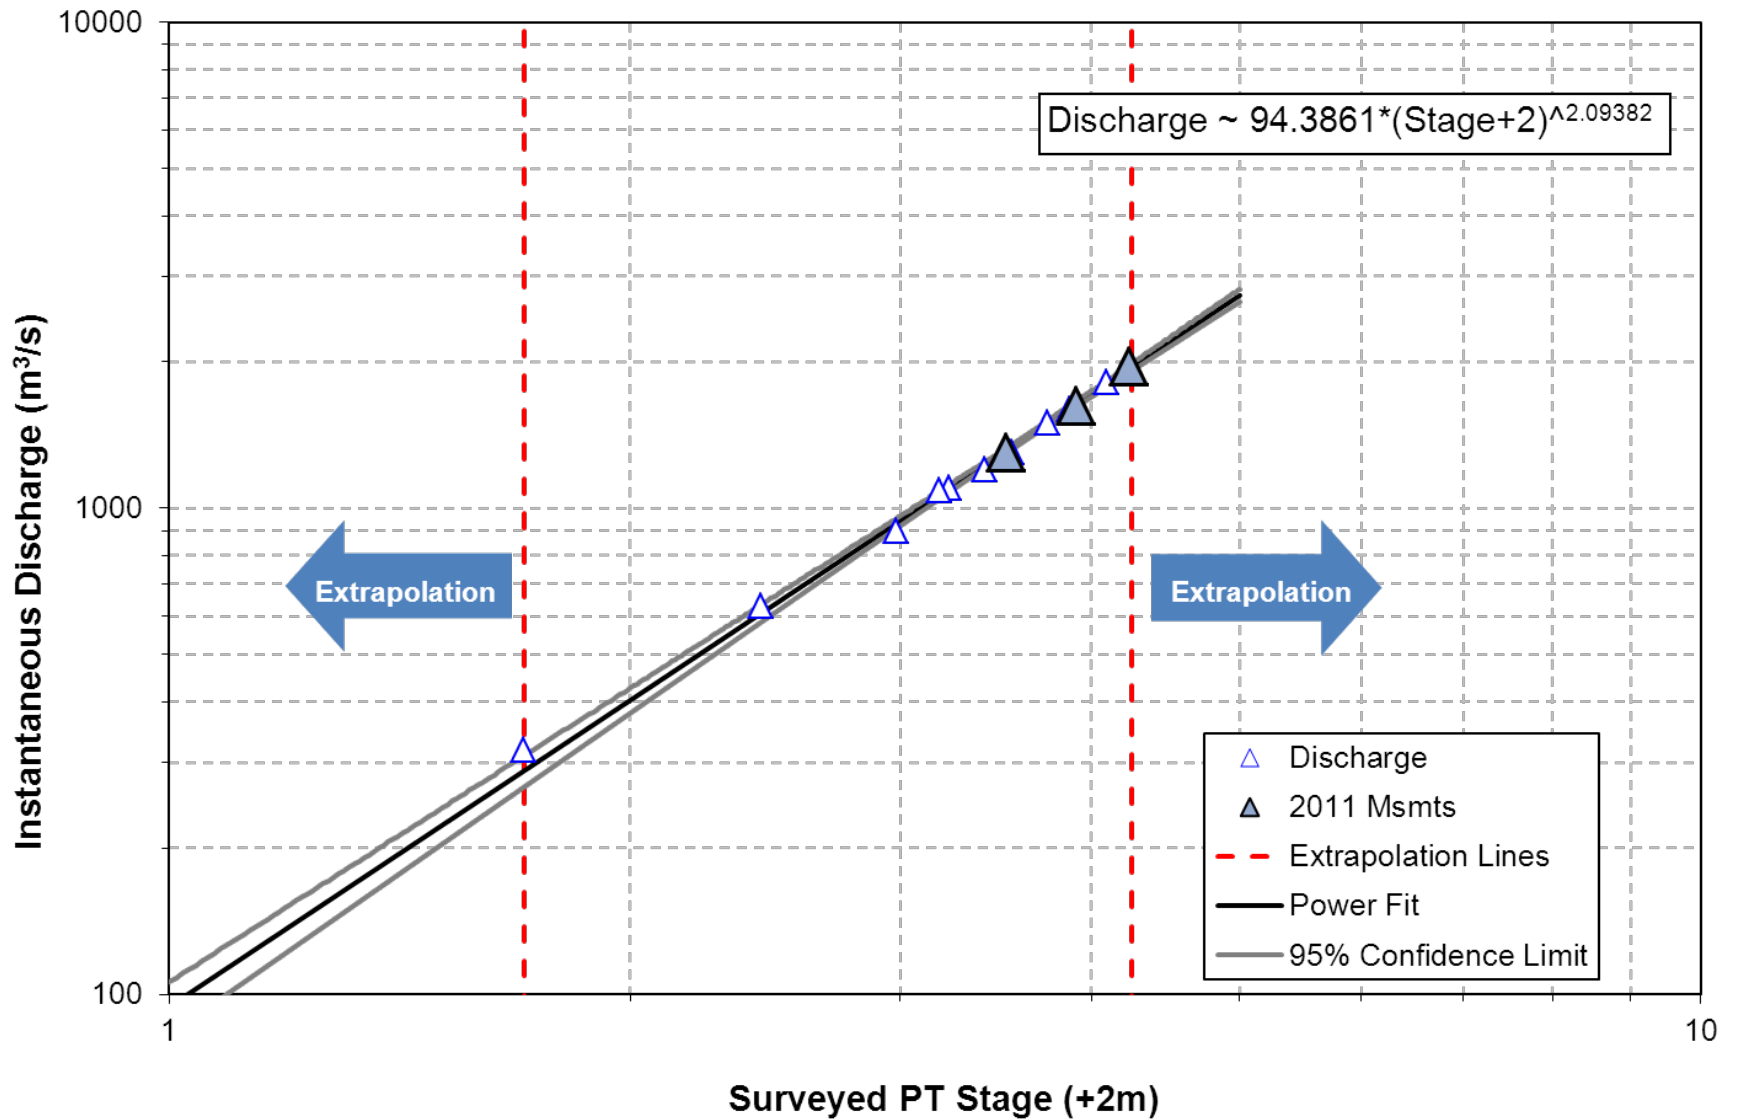 10000
Discharge ~ 94.3861*(Stage+2)^2.09382
Instantaneous Discharge (m³/s)
1000
Extrapolation
Extrapolation
Discharge
2011 Msmts
Extrapolation Lines
Power Fit
95% Confidence Limit
100
1
10
Surveyed PT Stage (+2m)